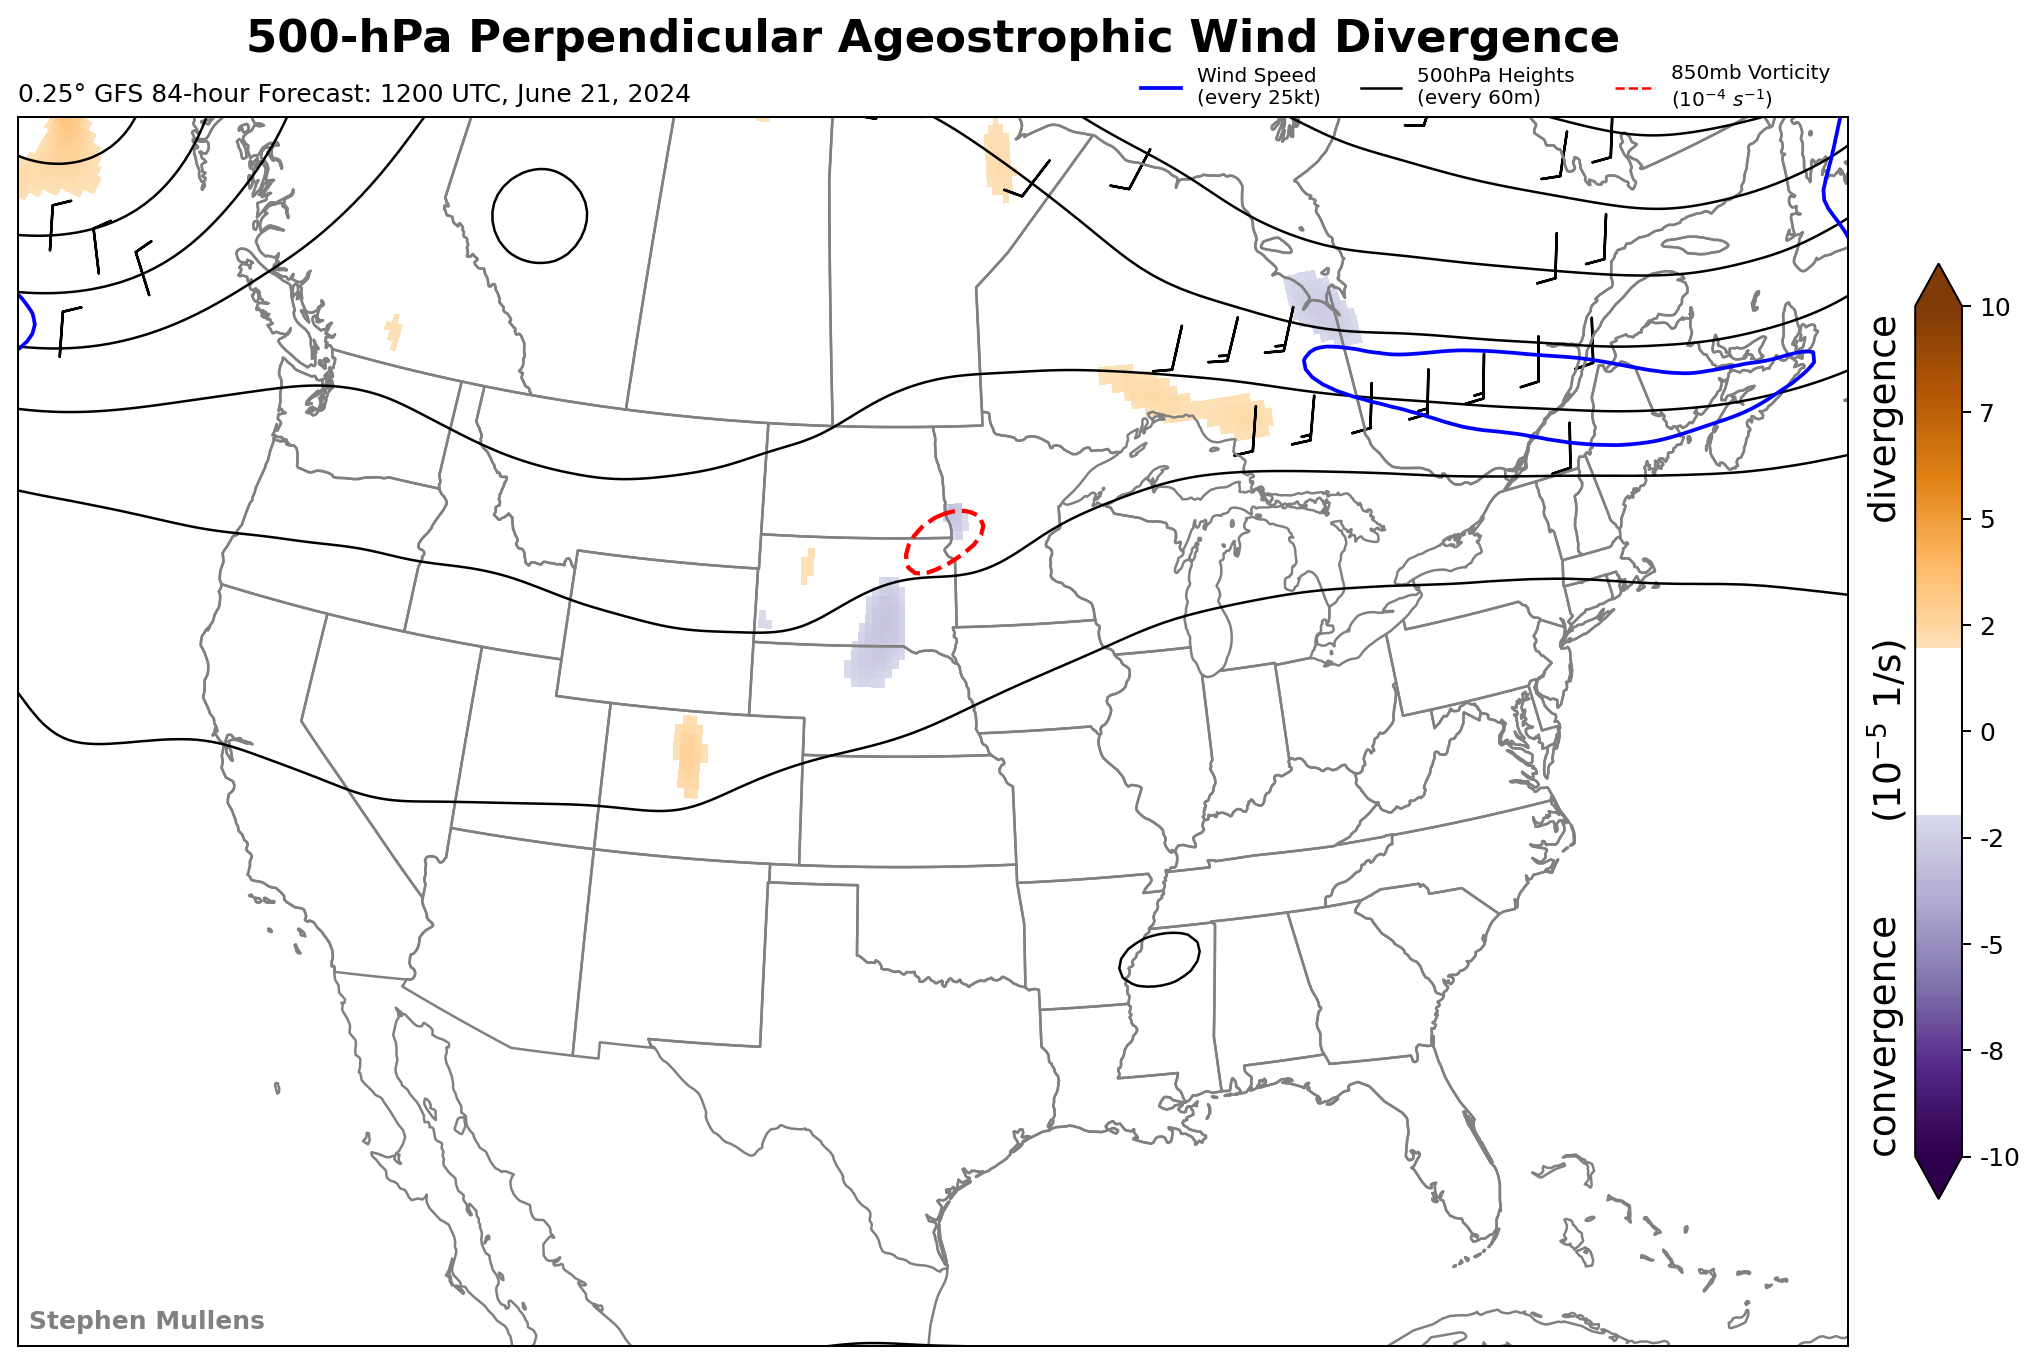 500-hPa Perpendicular Ageostrophic Wind Divergence
0.25° GFS 84-hour Forecast: 1200 UTC, June 21, 2024
Wind Speed
(every 25kt)
500hPa Heights
(every 60m)
850mb Vorticity
(10⁻⁴ s⁻¹)
10
7
5
2
0
-2
-5
-8
-10
convergence (10⁻⁵ 1/s) divergence
Stephen Mullens